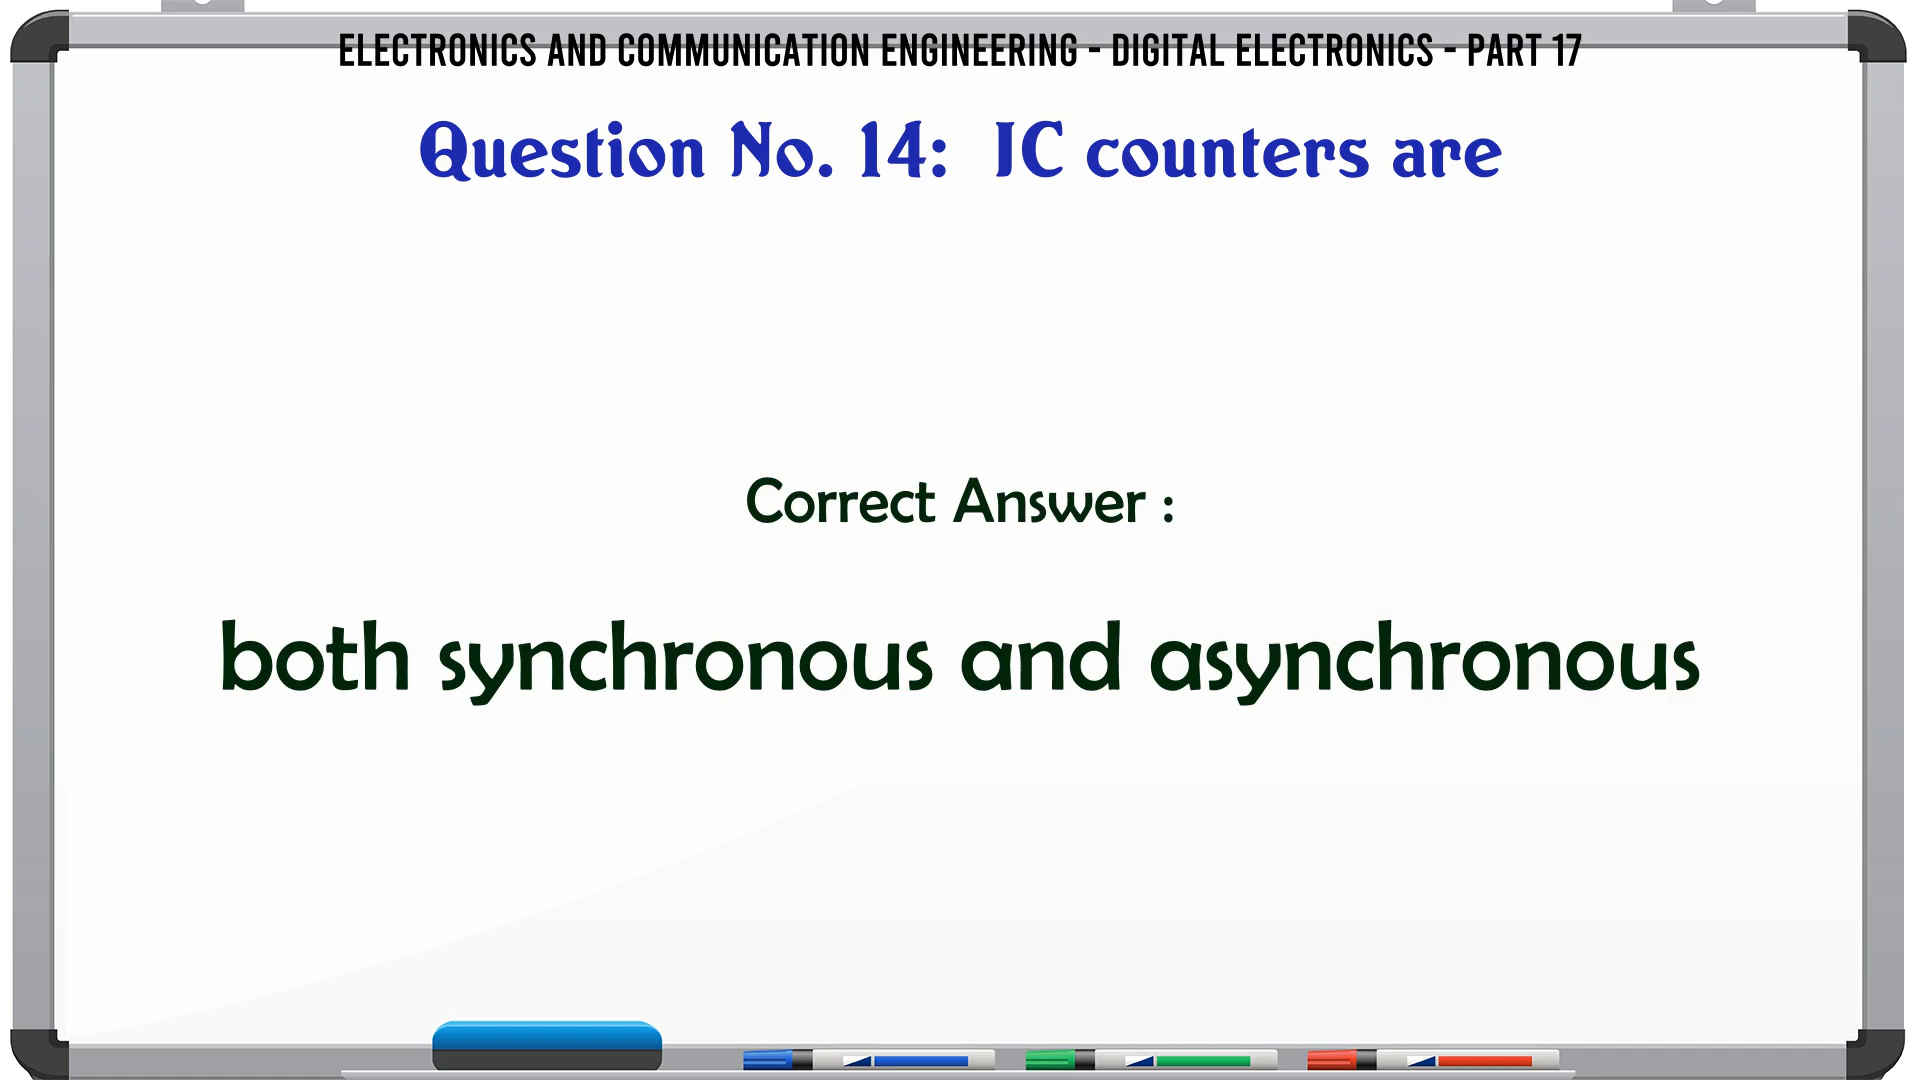 ELECTRONICS AND COMMUNICATION ENGINEERING - DIGITAL ELECTRONICS - PART 17
Question No. 14:  IC counters are
Correct Answer :
both synchronous and asynchronous